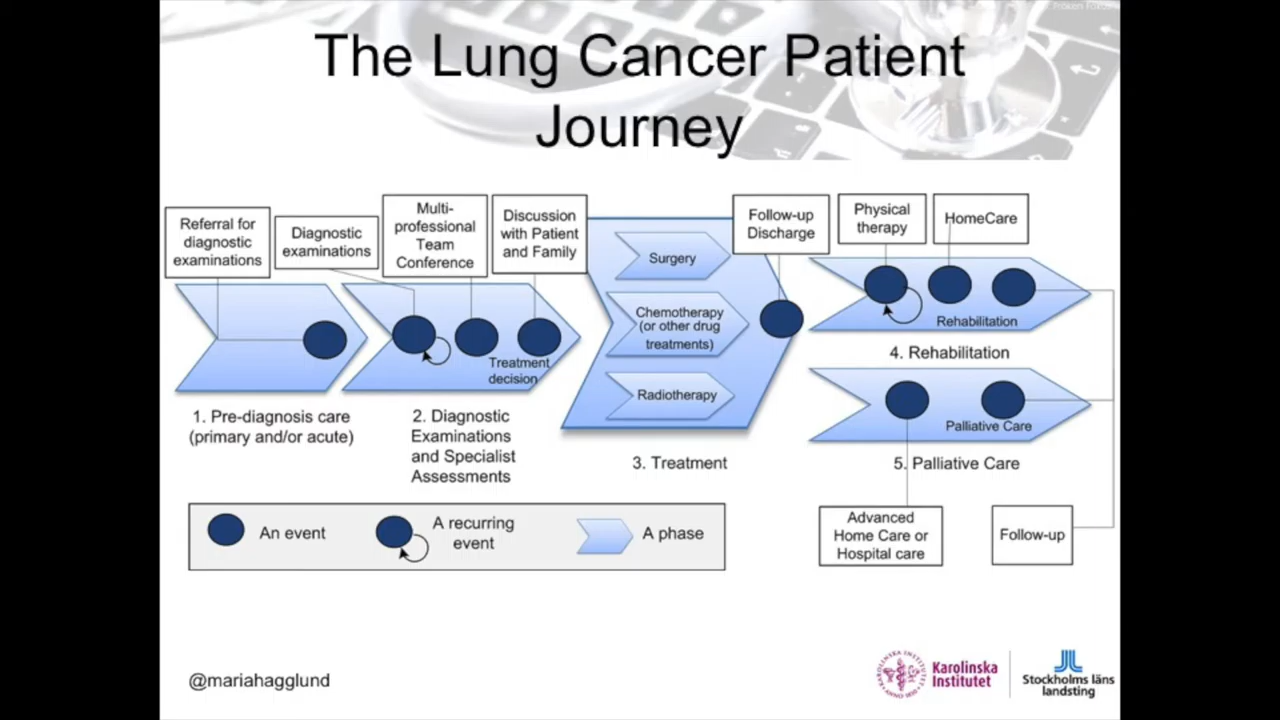 The Lung Cancer Patient
Journey
Referral for
diagnostic
examinations
Diagnostic
examinations
Multi-
professional
Team
Conference
Discussion
with Patient
and Family
Follow-up
Discharge
Physical
therapy
HomeCare
Surgery
Chemotherapy
(or other drug
treatments)
Radiotherapy
Treatment
decision
Rehabilitation
4. Rehabilitation
Palliative Care
5. Palliative Care
1. Pre-diagnosis care
(primary and/or acute)
2. Diagnostic
Examinations
and Specialist
Assessments
3. Treatment
Advanced
Home Care or
Hospital care
Follow-up
An event
A recurring
event
A phase
@mariahagglund
Karolinska
Institutet
Stockholms läns
landsting